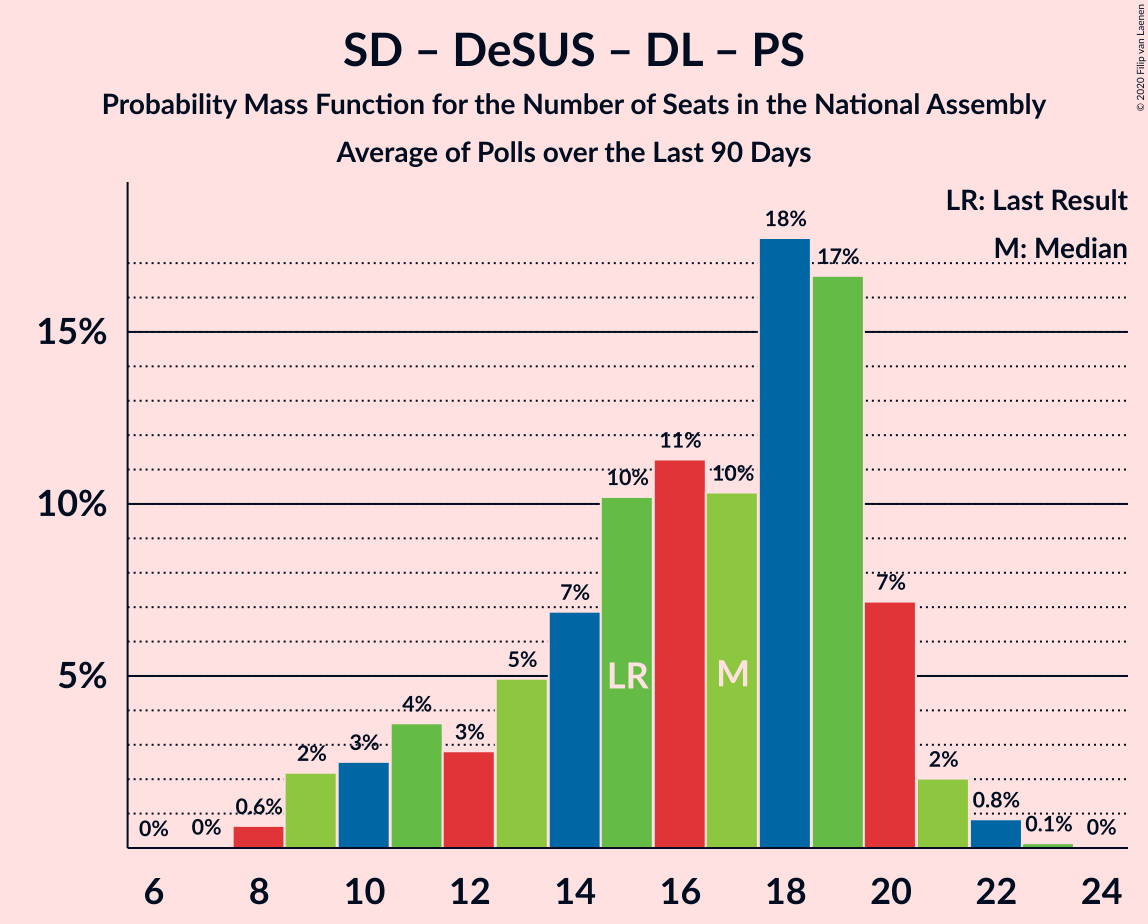 SD – DeSUS – DL – PS
Probability Mass Function for the Number of Seats in the National Assembly
Average of Polls over the Last 90 Days
© 2020 Filip van Laenen
LR: Last Result
M: Median
15%
10%
5%
0%
0%
0.6%
2%
3%
4%
3%
5%
7%
10%
11%
10%
18%
17%
7%
2%
0.8%
0.1%
0%
LR
M
6 8 10 12 14 16 18 20 22 24